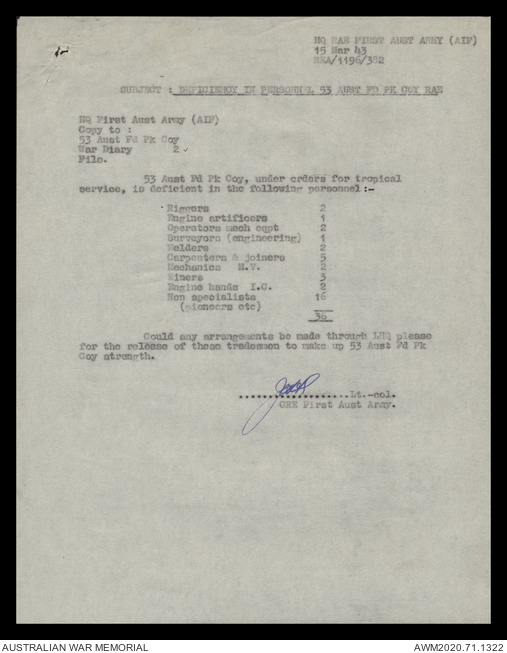 HQ RAE FIRST AUST ARMY (AIF)
15 Mar 43
REA/1196/382
SUBJECT : DEFICIENCY IN PERSONNEL 53 AUST FD PK COY RAE
HQ First Aust Army (AIF)
Copy to :
53 Aust Fd Pk Coy
War Diary 2
File.
53 Aust Fd Pk Coy, under orders for tropical
service, is deficient in the following personnel :-
Riggers 2
Engine artificers 1
Operators mech eqpt 2
Surveyors (engineering) 1
Welders 2
Carpenters & joiners 5
Mechanics M.V. 2
Miners 3
Engine hands I.C. 2
Non specialists 16
(pioneers etc)
36
Could any arrangements be made through LHQ please
for the release of these tradesmen to make up 53 Aust Fd Pk
Coy strength.
....................Lt.-col.
CRE First Aust Army.
AUSTRALIAN WAR MEMORIAL
AWM2020.71.1322